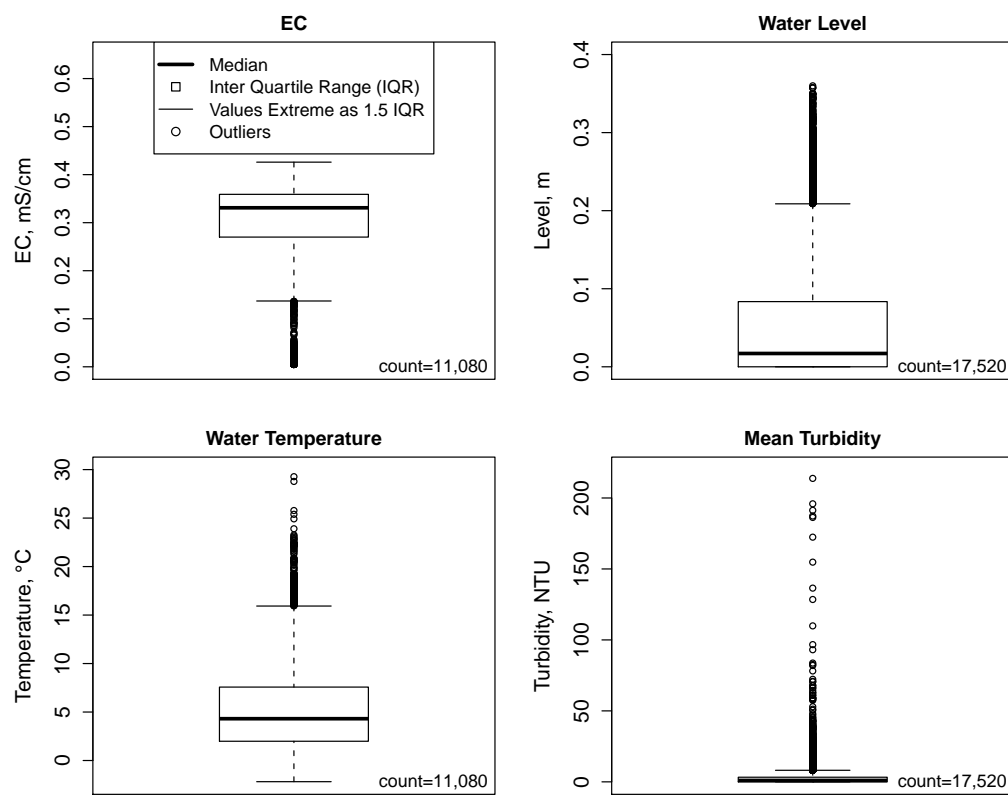 EC
Median
Inter Quartile Range (IQR)
Values Extreme as 1.5 IQR
Outliers
EC, mS/cm
0.6
0.5
0.4
0.3
0.2
0.1
0.0
count=11,080
Water Level
Level, m
0.4
0.3
0.2
0.1
0.0
count=17,520
Water Temperature
Temperature, °C
30
25
20
15
10
5
0
count=11,080
Mean Turbidity
Turbidity, NTU
200
150
100
50
0
count=17,520